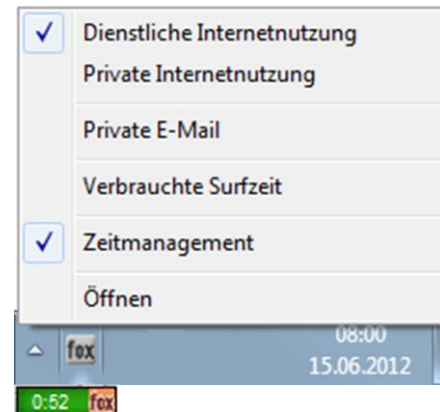 Dienstliche Internetnutzung
Private Internetnutzung
Private E-Mail
Verbrauchte Surfzeit
Zeitmanagement
Öffnen
fox
08:00
15.06.2012
0:52 fox